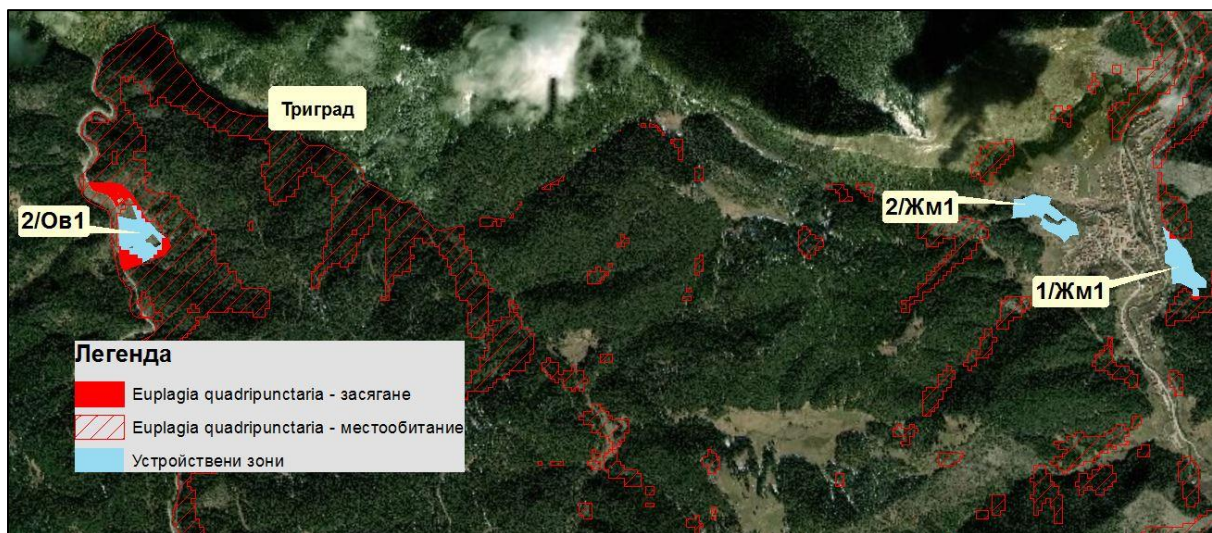 Триград
2/Ов1
2/Жм1
1/Жм1
Легенда
Euplagia quadripunctaria - засягане
Euplagia quadripunctaria - местообитание
Устройствени зони